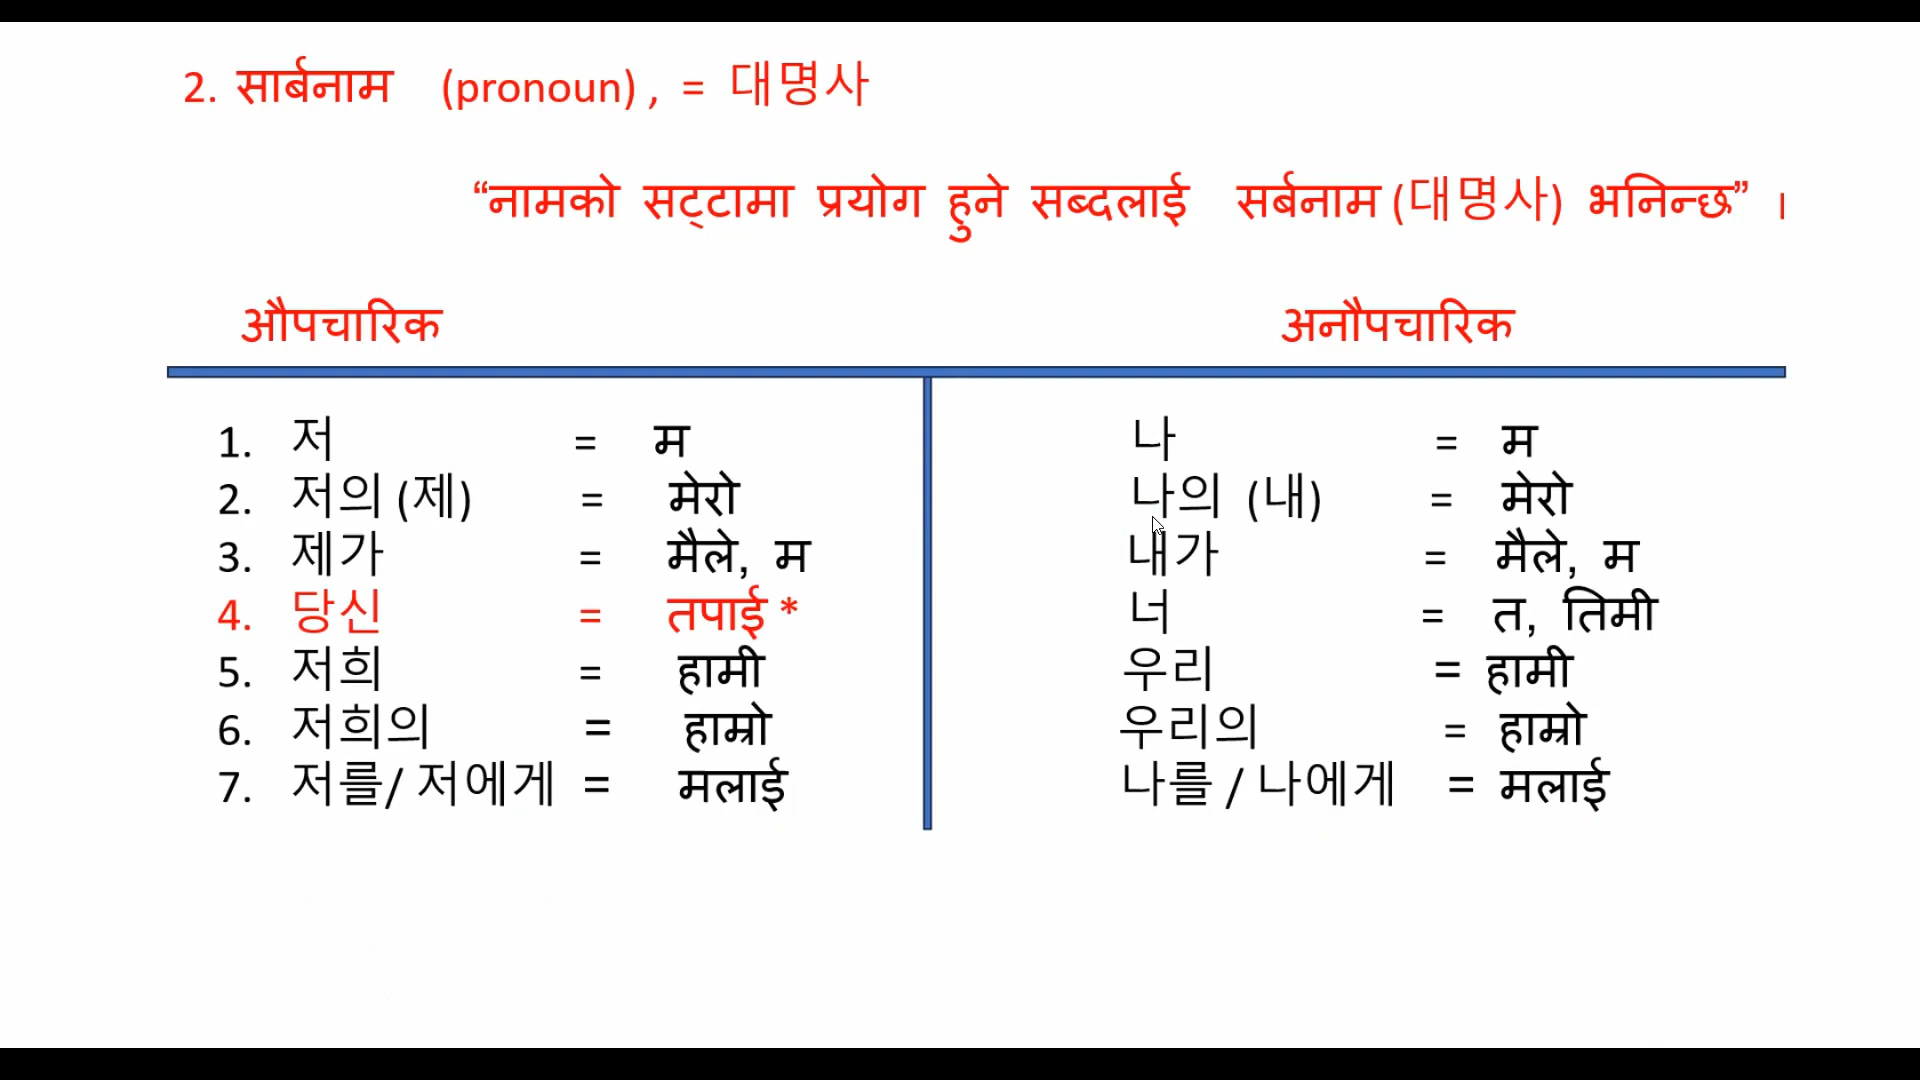 2. सार्बनाम (pronoun) , = 대명사
“नामको सट्टामा प्रयोग हुने सब्दलाई सर्बनाम (대명사) भनिन्छ” ।
औपचारिक अनौपचारिक
1. 저 = म 나 = म
2. 저의 (제) = मेरो 나의 (내) = मेरो
3. 제가 = मैले, म 내가 = मैले, म
4. 당신 = तपाई * 너 = त, तिमी
5. 저희 = हामी 우리 = हामी
6. 저희의 = हाम्रो 우리의 = हाम्रो
7. 저를/ 저에게 = मलाई 나를 / 나에게 = मलाई